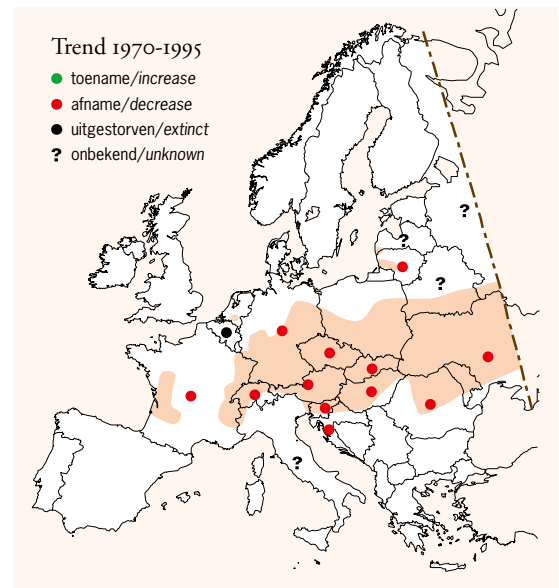 Trend 1970-1995
toename/increase
afname/decrease
uitgestorven/extinct
? onbekend/unknown
?
?
?
?